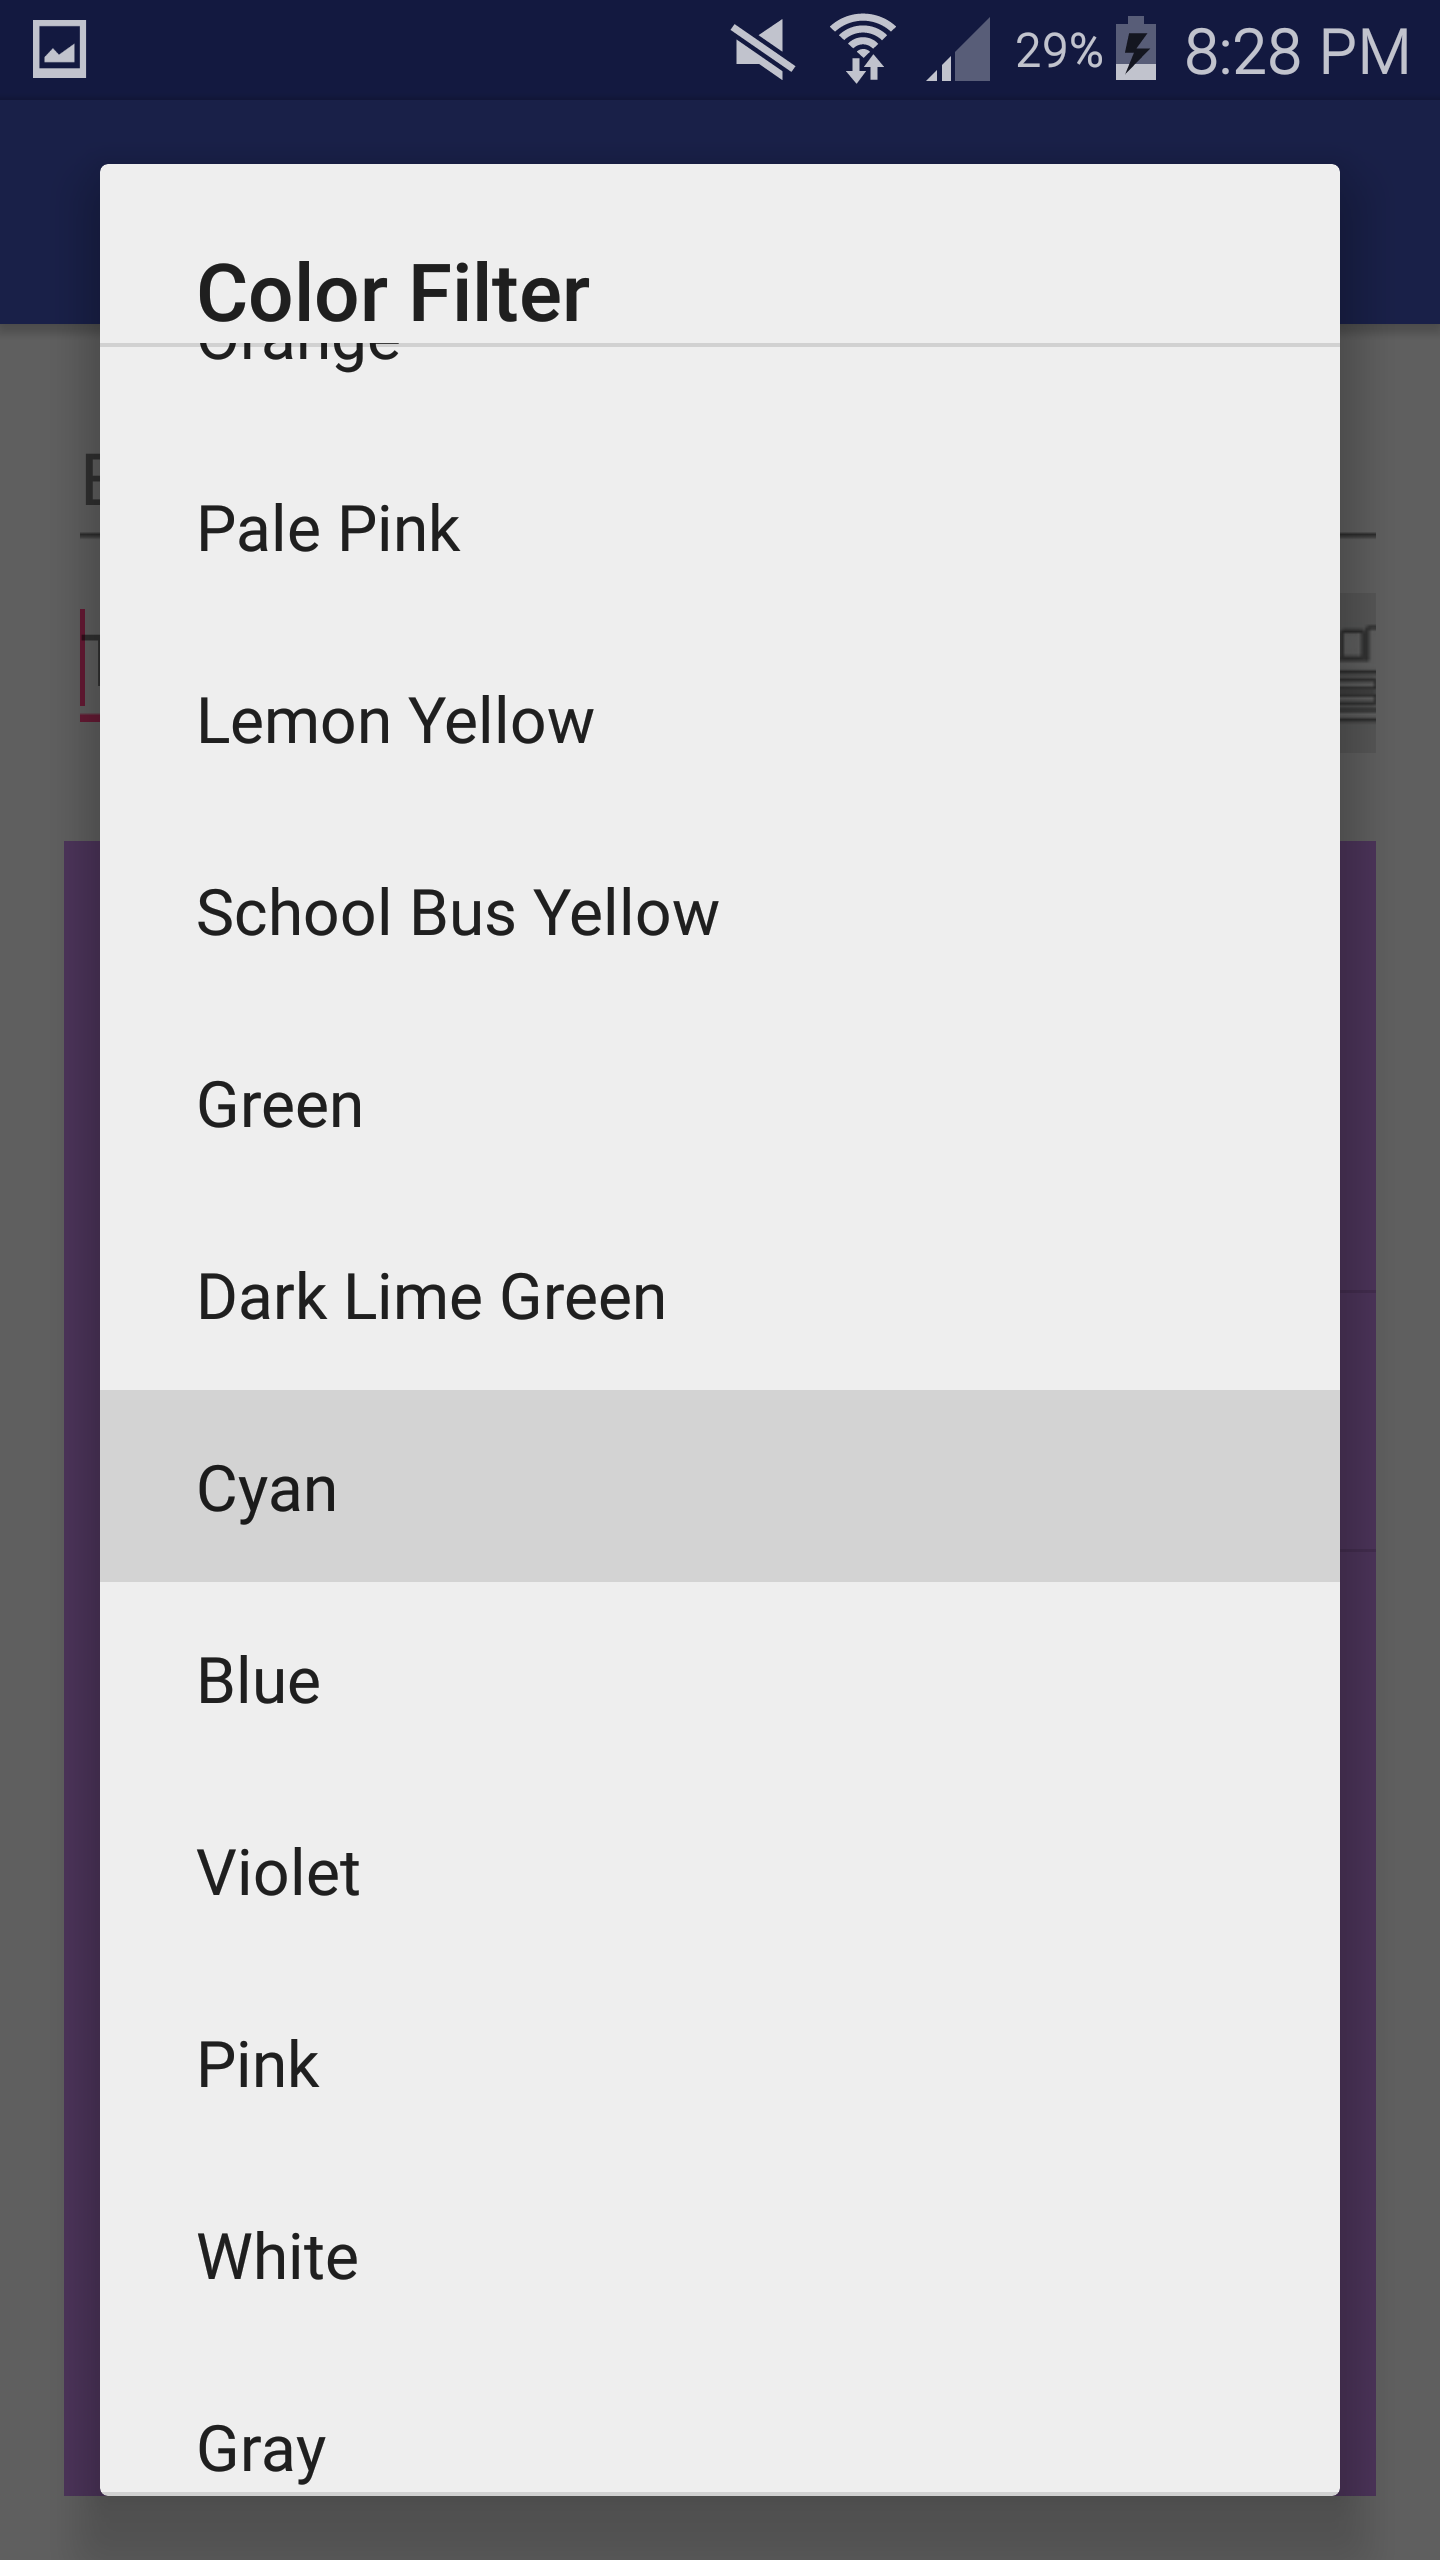 29% 8:28 PM
Color Filter
Orange
Pale Pink
Lemon Yellow
School Bus Yellow
Green
Dark Lime Green
Cyan
Blue
Violet
Pink
White
Gray